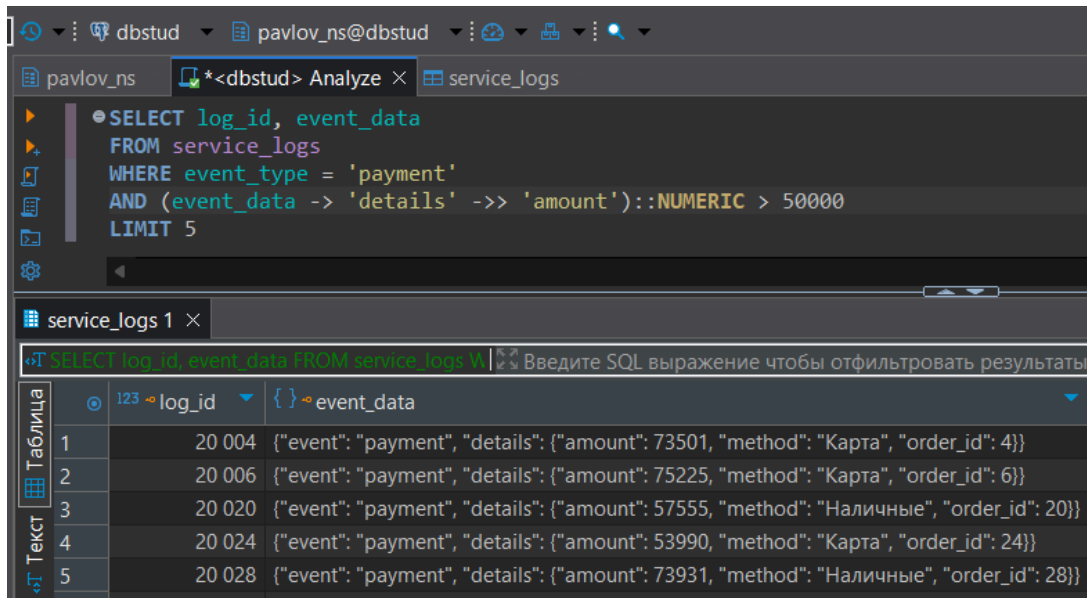 dbstud pavlov_ns@dbstud
pavlov_ns *<dbstud> Analyze × service_logs
SELECT log_id, event_data
FROM service_logs
WHERE event_type = 'payment'
AND (event_data -> 'details' ->> 'amount')::NUMERIC > 50000
LIMIT 5
service_logs 1 ×
SELECT log_id, event_data FROM service_logs W Введите SQL выражение чтобы отфильтровать результаты
Таблица
Текст
123 log_id { } event_data
1 20 004 {"event": "payment", "details": {"amount": 73501, "method": "Карта", "order_id": 4}}
2 20 006 {"event": "payment", "details": {"amount": 75225, "method": "Карта", "order_id": 6}}
3 20 020 {"event": "payment", "details": {"amount": 57555, "method": "Наличные", "order_id": 20}}
4 20 024 {"event": "payment", "details": {"amount": 53990, "method": "Карта", "order_id": 24}}
5 20 028 {"event": "payment", "details": {"amount": 73931, "method": "Наличные", "order_id": 28}}